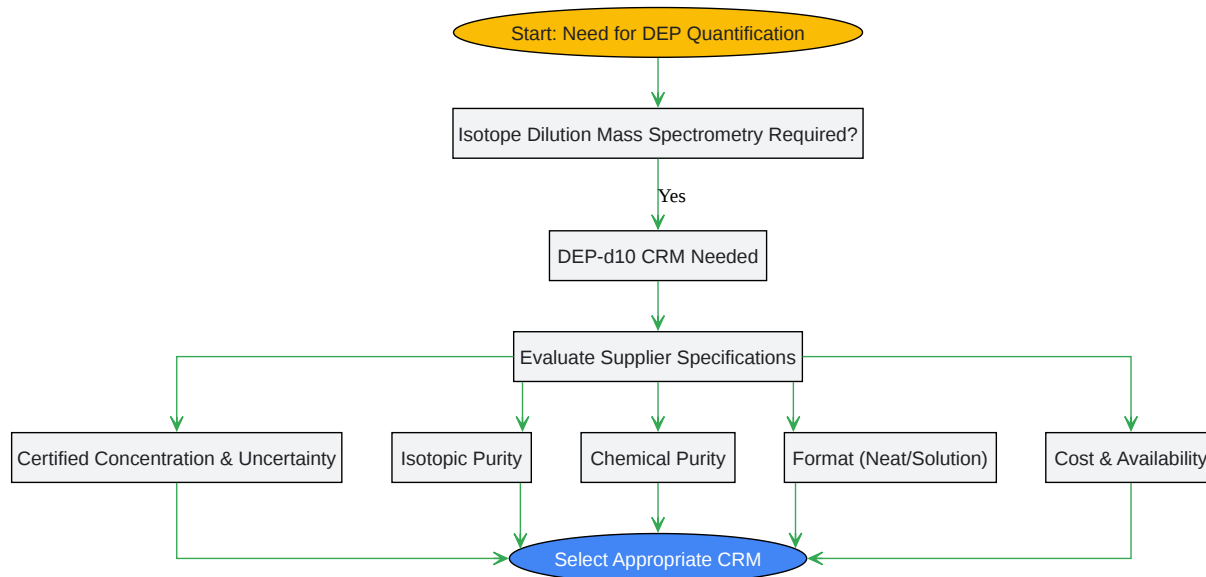 Start: Need for DEP Quantification
Isotope Dilution Mass Spectrometry Required?
Yes
DEP-d10 CRM Needed
Evaluate Supplier Specifications
Certified Concentration & Uncertainty
Isotopic Purity
Chemical Purity
Format (Neat/Solution)
Cost & Availability
Select Appropriate CRM